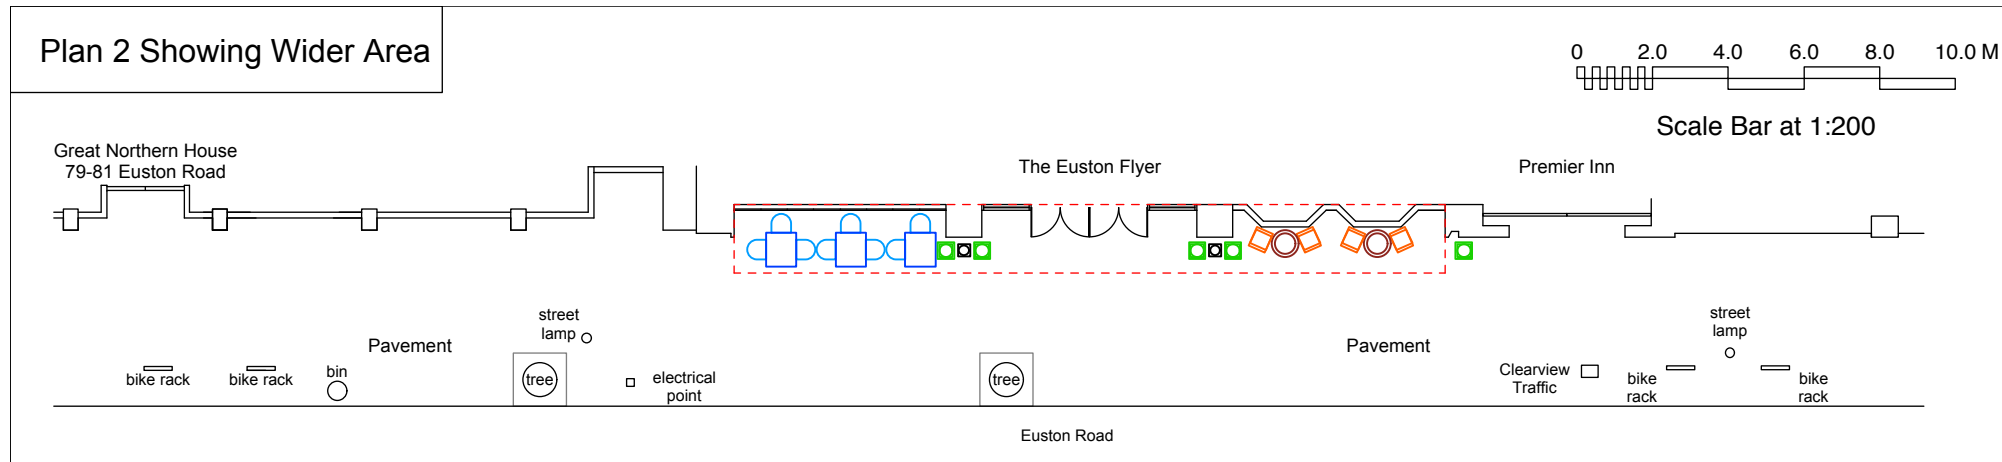 Plan 2 Showing Wider Area
0 2.0 4.0 6.0 8.0 10.0 M
Scale Bar at 1:200
Great Northern House
79-81 Euston Road
The Euston Flyer
Premier Inn
street
lamp
Pavement
bike rack
bike rack
bin
tree
electrical
point
tree
Pavement
Clearview
Traffic
street
lamp
bike
rack
bike
rack
Euston Road